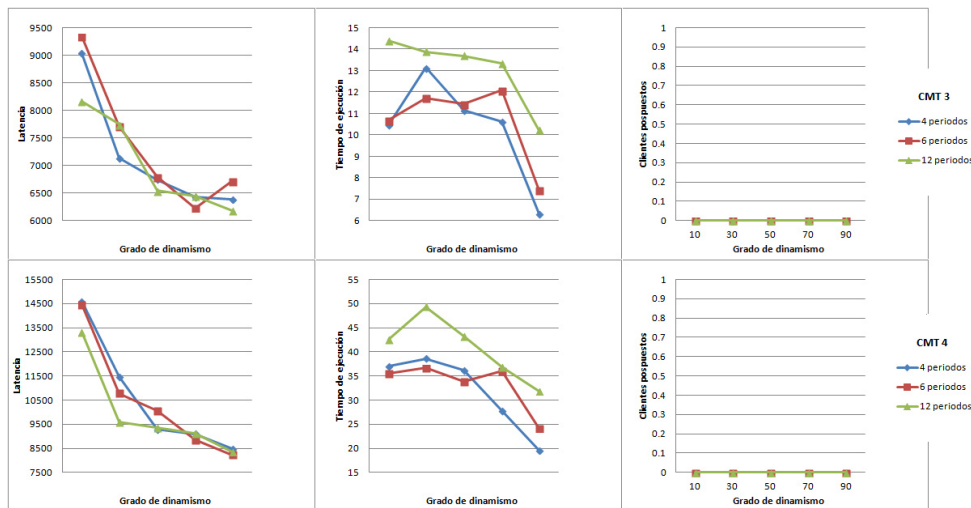 9500
9000
8500
8000
7500
7000
6500
6000
Latencia
Grado de dinamismo
15
14
13
12
11
10
9
8
7
6
Tiempo de ejecución
Grado de dinamismo
1
0.9
0.8
0.7
0.6
0.5
0.4
0.3
0.2
0.1
0
Clientes pospuestos
10 30 50 70 90
Grado de dinamismo
CMT 3
4 periodos
6 periodos
12 periodos
15500
14500
13500
12500
11500
10500
9500
8500
7500
Latencia
Grado de dinamismo
55
50
45
40
35
30
25
20
15
Tiempo de ejecución
Grado de dinamismo
1
0.9
0.8
0.7
0.6
0.5
0.4
0.3
0.2
0.1
0
Clientes pospuestos
10 30 50 70 90
Grado de dinamismo
CMT 4
4 periodos
6 periodos
12 periodos